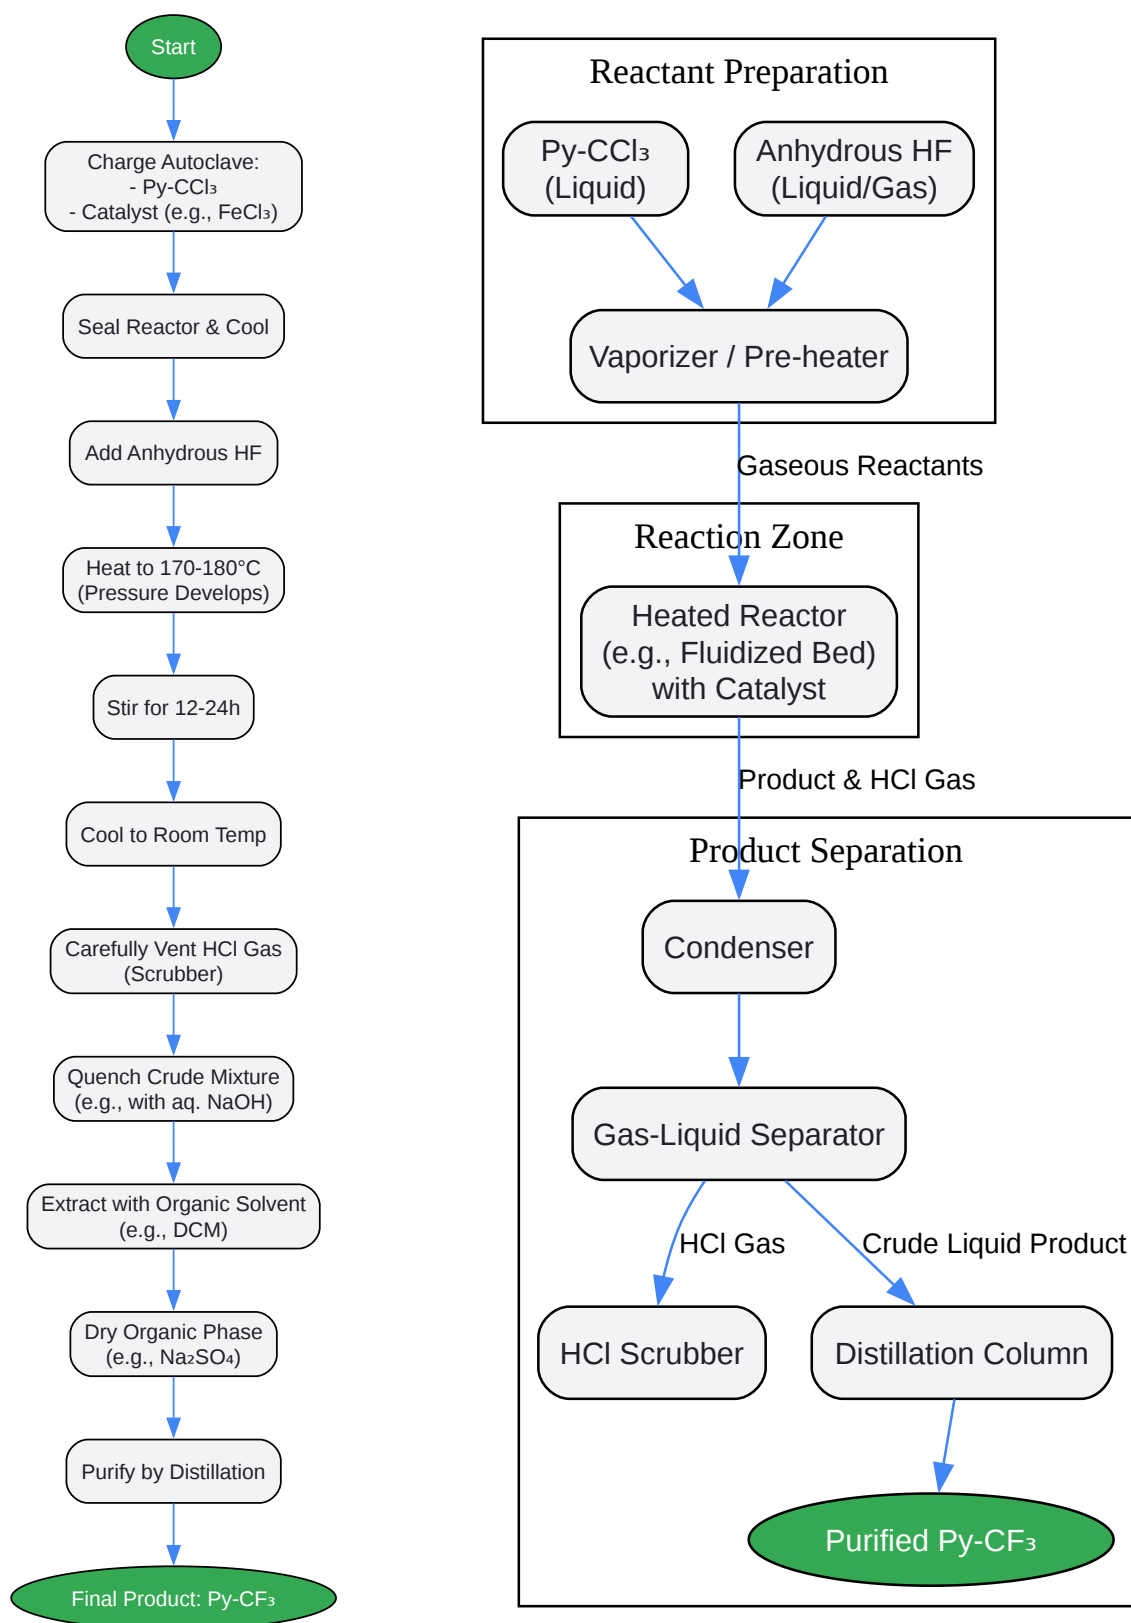 Start
Charge Autoclave:
- Py-CCl₃
- Catalyst (e.g., FeCl₃)
Seal Reactor & Cool
Add Anhydrous HF
Heat to 170-180°C
(Pressure Develops)
Stir for 12-24h
Cool to Room Temp
Carefully Vent HCl Gas
(Scrubber)
Quench Crude Mixture
(e.g., with aq. NaOH)
Extract with Organic Solvent
(e.g., DCM)
Dry Organic Phase
(e.g., Na₂SO₄)
Purify by Distillation
Final Product: Py-CF₃
Reactant Preparation
Py-CCl₃
(Liquid)
Anhydrous HF
(Liquid/Gas)
Vaporizer / Pre-heater
Gaseous Reactants
Reaction Zone
Heated Reactor
(e.g., Fluidized Bed)
with Catalyst
Product & HCl Gas
Product Separation
Condenser
Gas-Liquid Separator
HCl Gas
Crude Liquid Product
HCl Scrubber
Distillation Column
Purified Py-CF₃